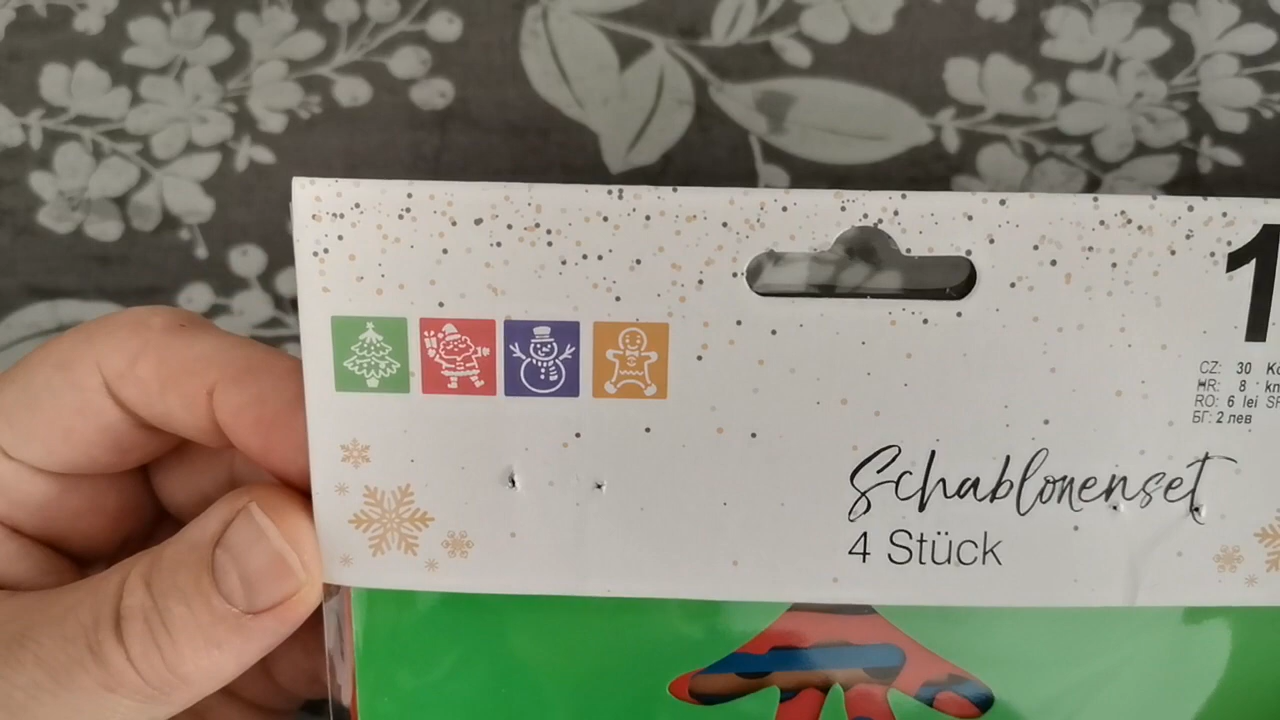 1
CZ: 30 Kč
HR: 8 kn
RO: 6 lei
БГ: 2 лев
Schablonenset
4 Stück